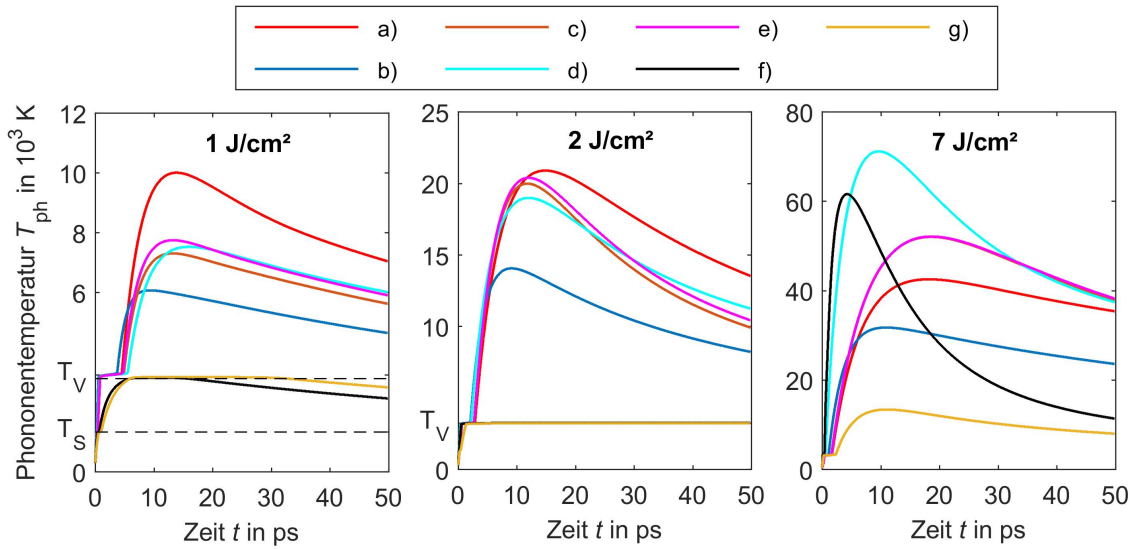 a) c) e) g)
b) d) f)
Phononentemperatur T_ph in 10³ K
1 J/cm²
10
8
6
T_V
T_S
0
0 10 20 30 40 50
Zeit t in ps
2 J/cm²
25
20
15
10
T_V
0
0 10 20 30 40 50
Zeit t in ps
7 J/cm²
80
60
40
20
0
0 10 20 30 40 50
Zeit t in ps